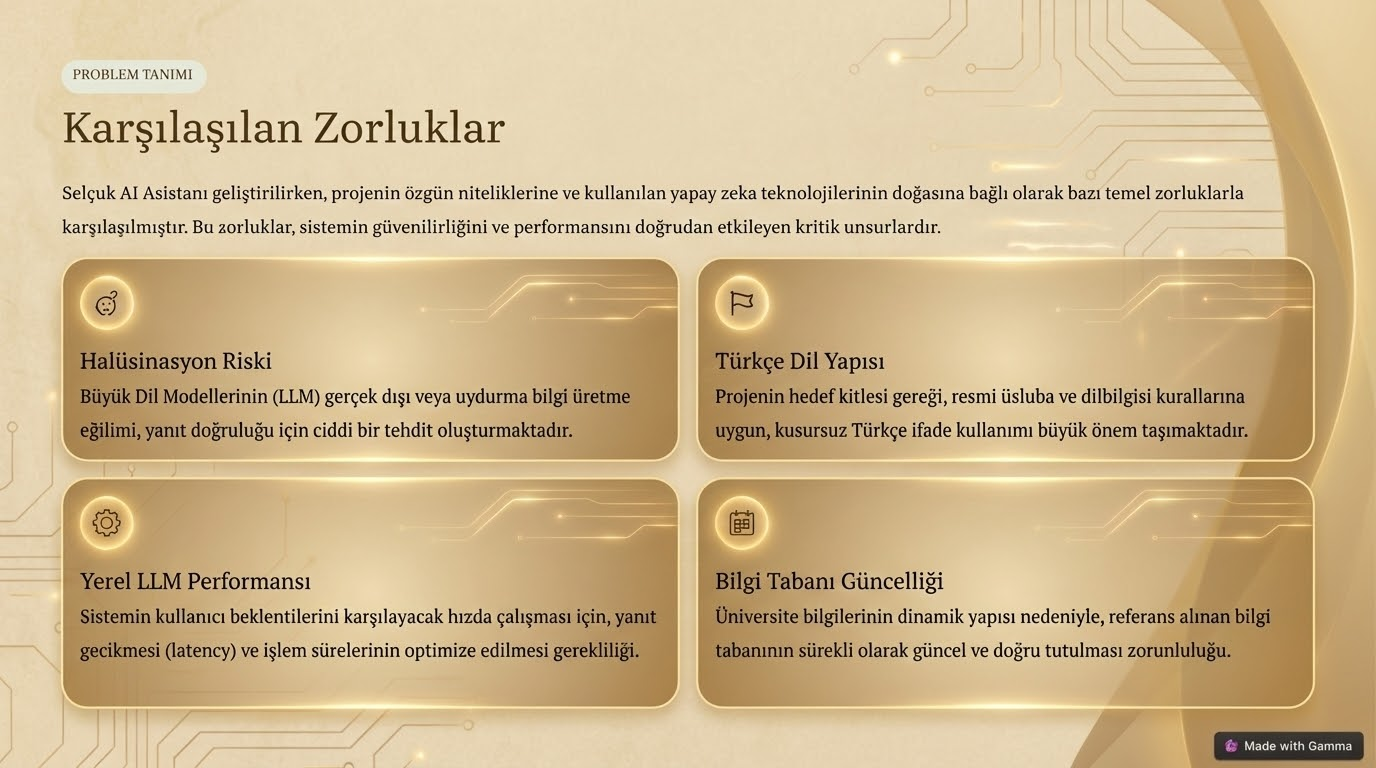 PROBLEM TANIMI
Karşılaşılan Zorluklar
Selçuk AI Asistanı geliştirilirken, projenin özgün niteliklerine ve kullanılan yapay zeka teknolojilerinin doğasına bağlı olarak bazı temel zorluklarla
karşılaşılmıştır. Bu zorluklar, sistemin güvenilirliğini ve performansını doğrudan etkileyen kritik unsurlardır.
Halüsinasyon Riski
Büyük Dil Modellerinin (LLM) gerçek dışı veya uydurma bilgi üretme
eğilimi, yanıt doğruluğu için ciddi bir tehdit oluşturmaktadır.
Türkçe Dil Yapısı
Projenin hedef kitlesi gereği, resmi üsluba ve dilbilgisi kurallarına
uygun, kusursuz Türkçe ifade kullanımı büyük önem taşımaktadır.
Yerel LLM Performansı
Sistemin kullanıcı beklentilerini karşılayacak hızda çalışması için, yanıt
gecikmesi (latency) ve işlem sürelerinin optimize edilmesi gerekliliği.
Bilgi Tabanı Güncelliği
Üniversite bilgilerinin dinamik yapısı nedeniyle, referans alınan bilgi
tabanının sürekli olarak güncel ve doğru tutulması zorunluluğu.
Made with Gamma